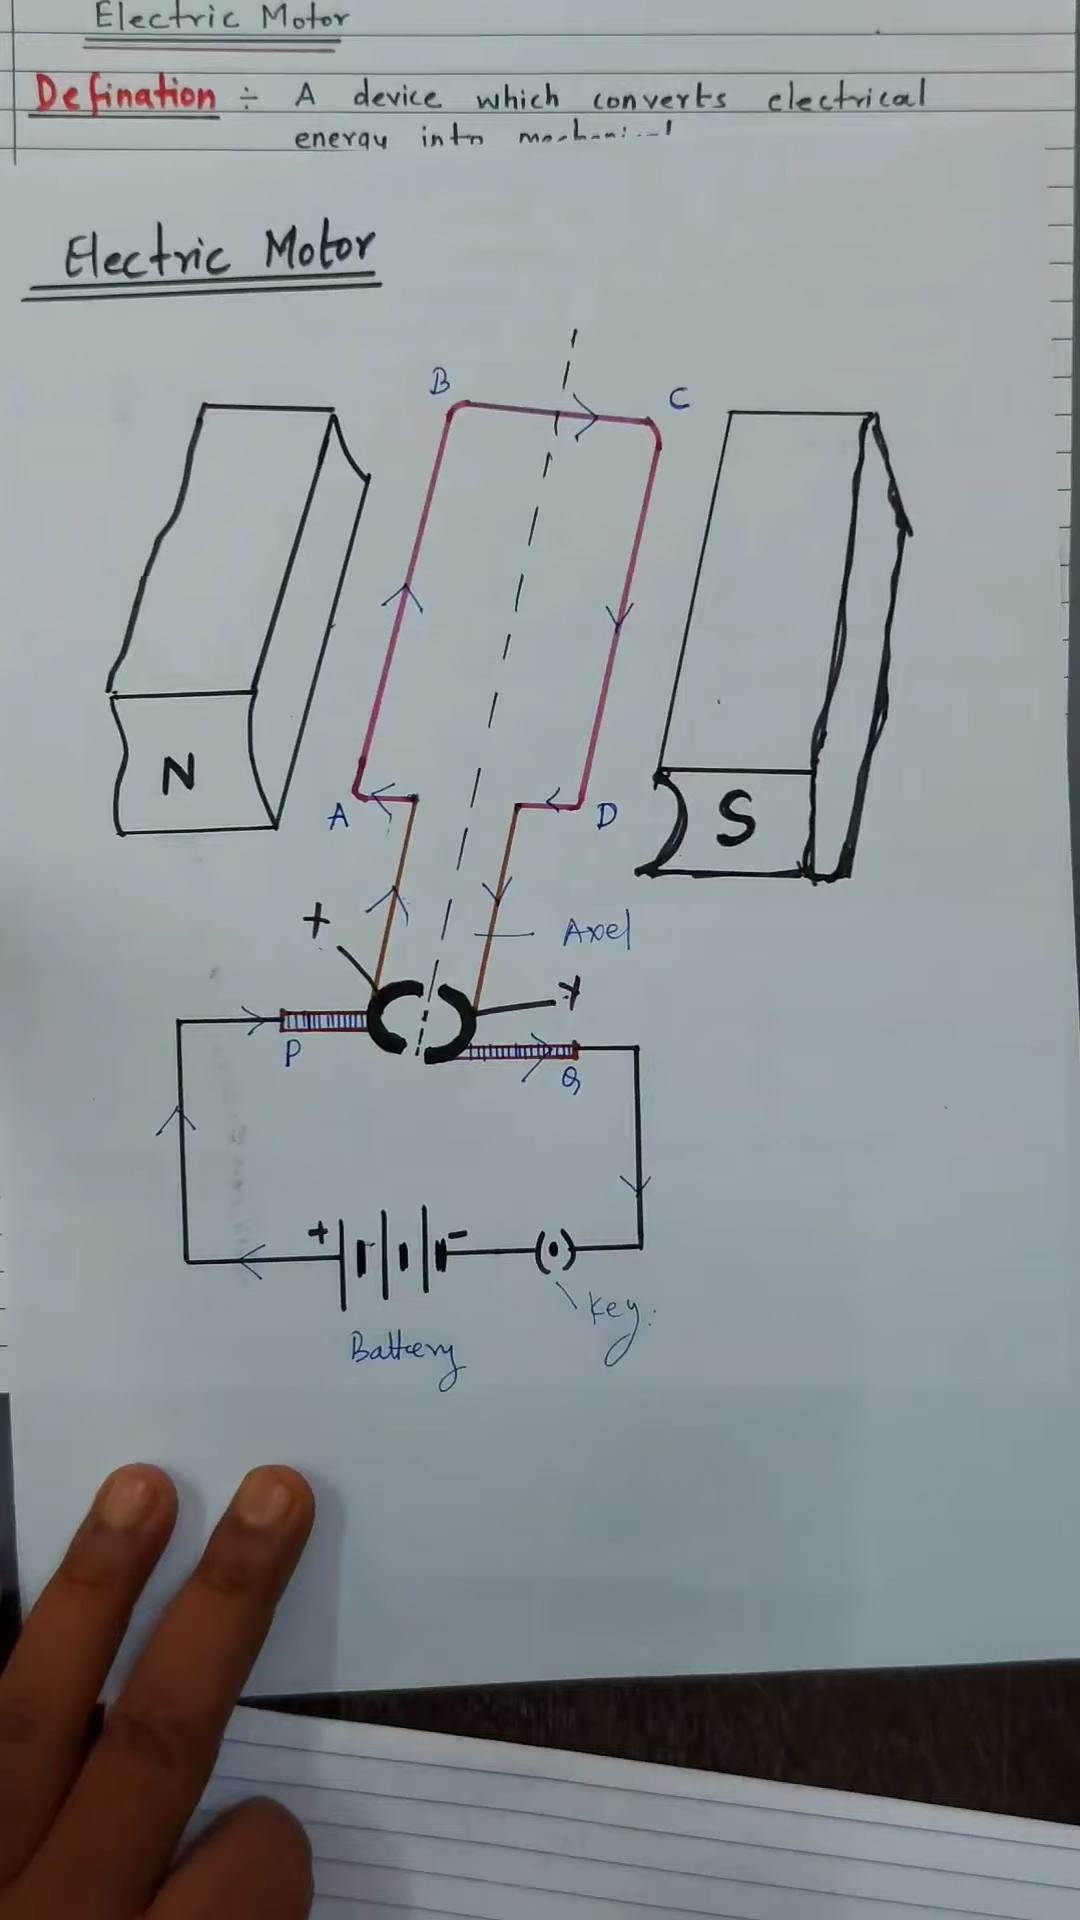 Electric Motor
Defination ÷ A device which converts electrical
energy into
Electric Motor
B
C
N
A
D
S
+
Axel
P
Q
+
-
Key.
Battery